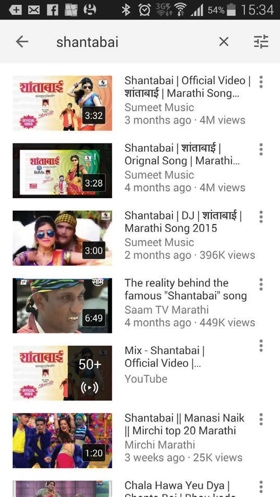 3G 54% 15:34
shantabai
शांताबाई
3:32
Shantabai | Official Video |
शांताबाई | Marathi Song...
Sumeet Music
3 months ago · 4M views
शांताबाई
3:28
Shantabai | शांताबाई |
Orignal Song | Marathi...
Sumeet Music
4 months ago · 4M views
3:00
Shantabai | DJ | शांताबाई |
Marathi Song 2015
Sumeet Music
2 months ago · 396K views
6:49
The reality behind the
famous "Shantabai" song
Saam TV Marathi
4 months ago · 449K views
शांताबाई
50+
Mix - Shantabai |
Official Video |...
YouTube
1:20
Shantabai || Manasi Naik
|| Mirchi top 20 Marathi
Mirchi Marathi
3 weeks ago · 25K views
Chala Hawa Yeu Dya |